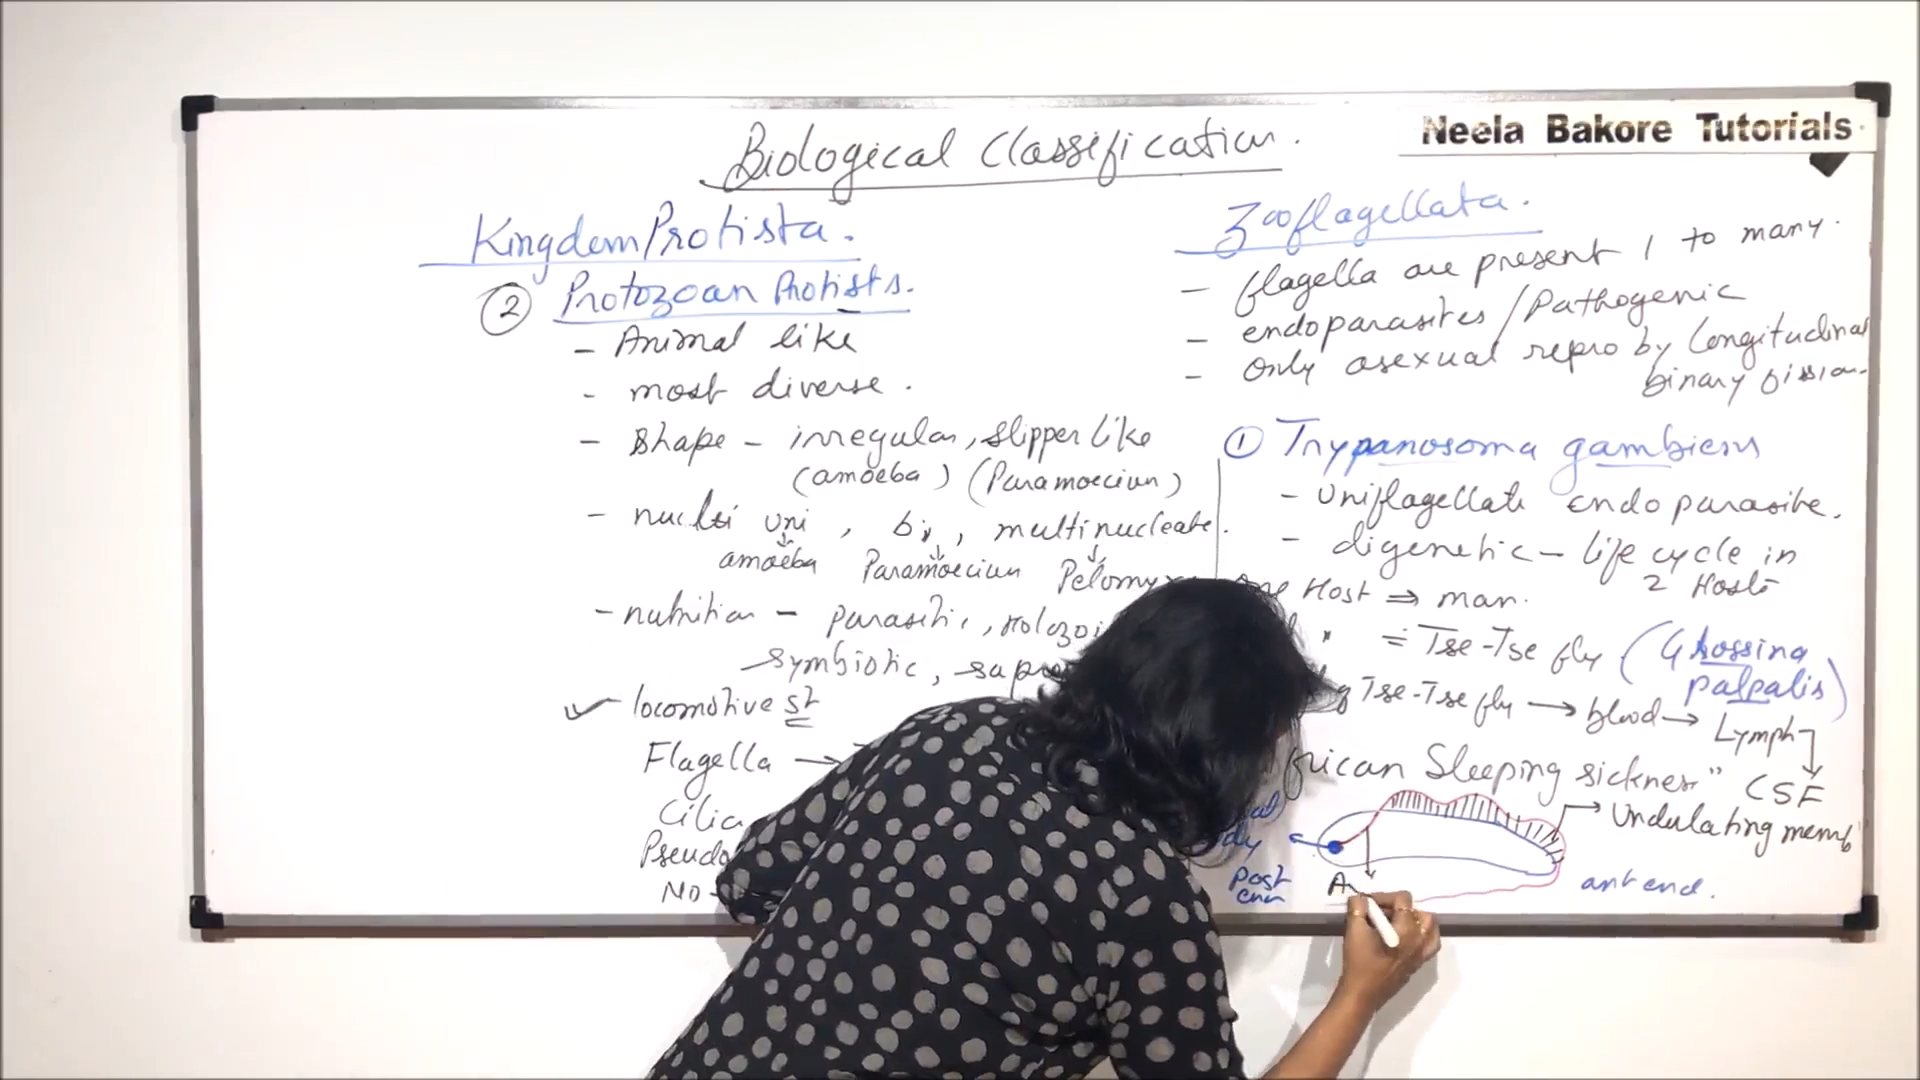 Neela Bakore Tutorials
Biological Classification.
Kingdom Protista.
② Protozoan Protists.
- Animal like
- most diverse.
- Shape - irregular, slipper like
(amoeba) (Paramoecium)
- nuclei uni, bi, multinucleate.
amoeba Paramoecium
- nutrition - parasitic,
symbiotic,
✓ locomotive st
Flagella →
No
Zooflagellata.
- flagella are present 1 to many.
- endoparasites / Pathogenic
- only asexual repro by Longitudinal
binary fission.
① Trypanosoma gambiens
- Uniflagellate endoparasite.
- digenetic - life cycle in
2 Hosts
Host ⇒ man.
" = Tse-Tse fly (Glossina
palpalis)
Tse-Tse fly → blood → Lymph
Sleeping sickness" CSF
→ Undulating memb
Post
ant end.